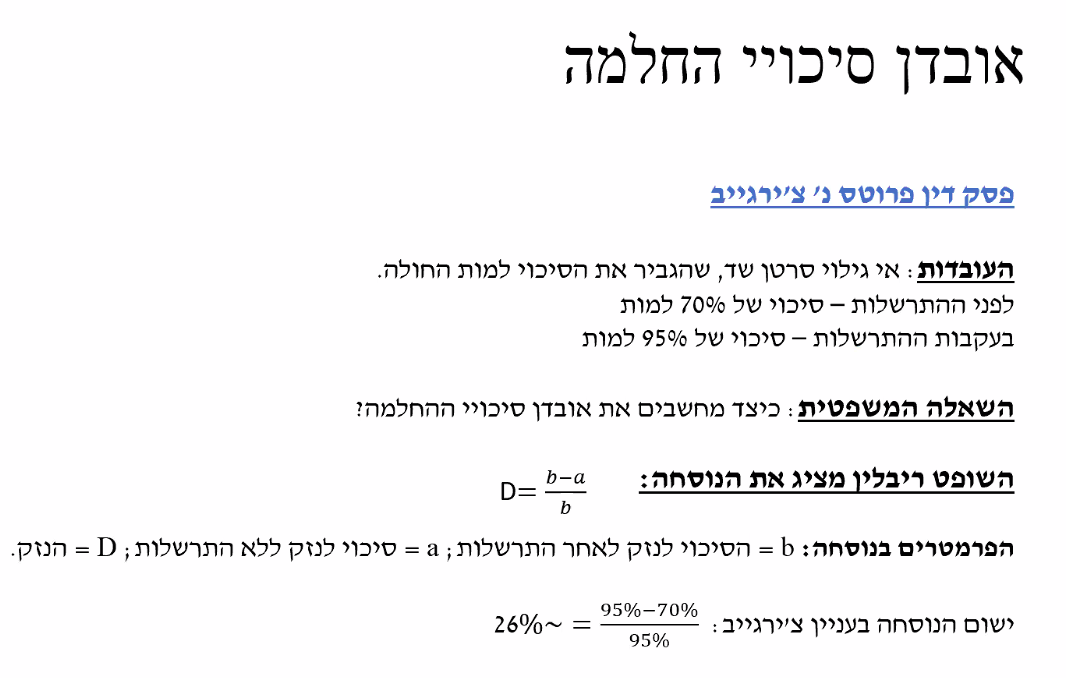 אובדן סיכויי החלמה
פסק דין פרוטס נ' צ'ירגייב
העובדות: אי גילוי סרטן שד, שהגביר את הסיכוי למות החולה.
לפני ההתרשלות – סיכוי של 70% למות
בעקבות ההתרשלות – סיכוי של 95% למות
השאלה המשפטית: כיצד מחשבים את אובדן סיכויי ההחלמה?
השופט ריבלין מציג את הנוסחה: D= \frac{b-a}{b}
הפרמטרים בנוסחה: b = הסיכוי לנזק לאחר התרשלות; a = סיכוי לנזק ללא התרשלות; D = הנזק.
ישום הנוסחה בעניין צ'ירגייב: \frac{95%-70%}{95%} = ~26%